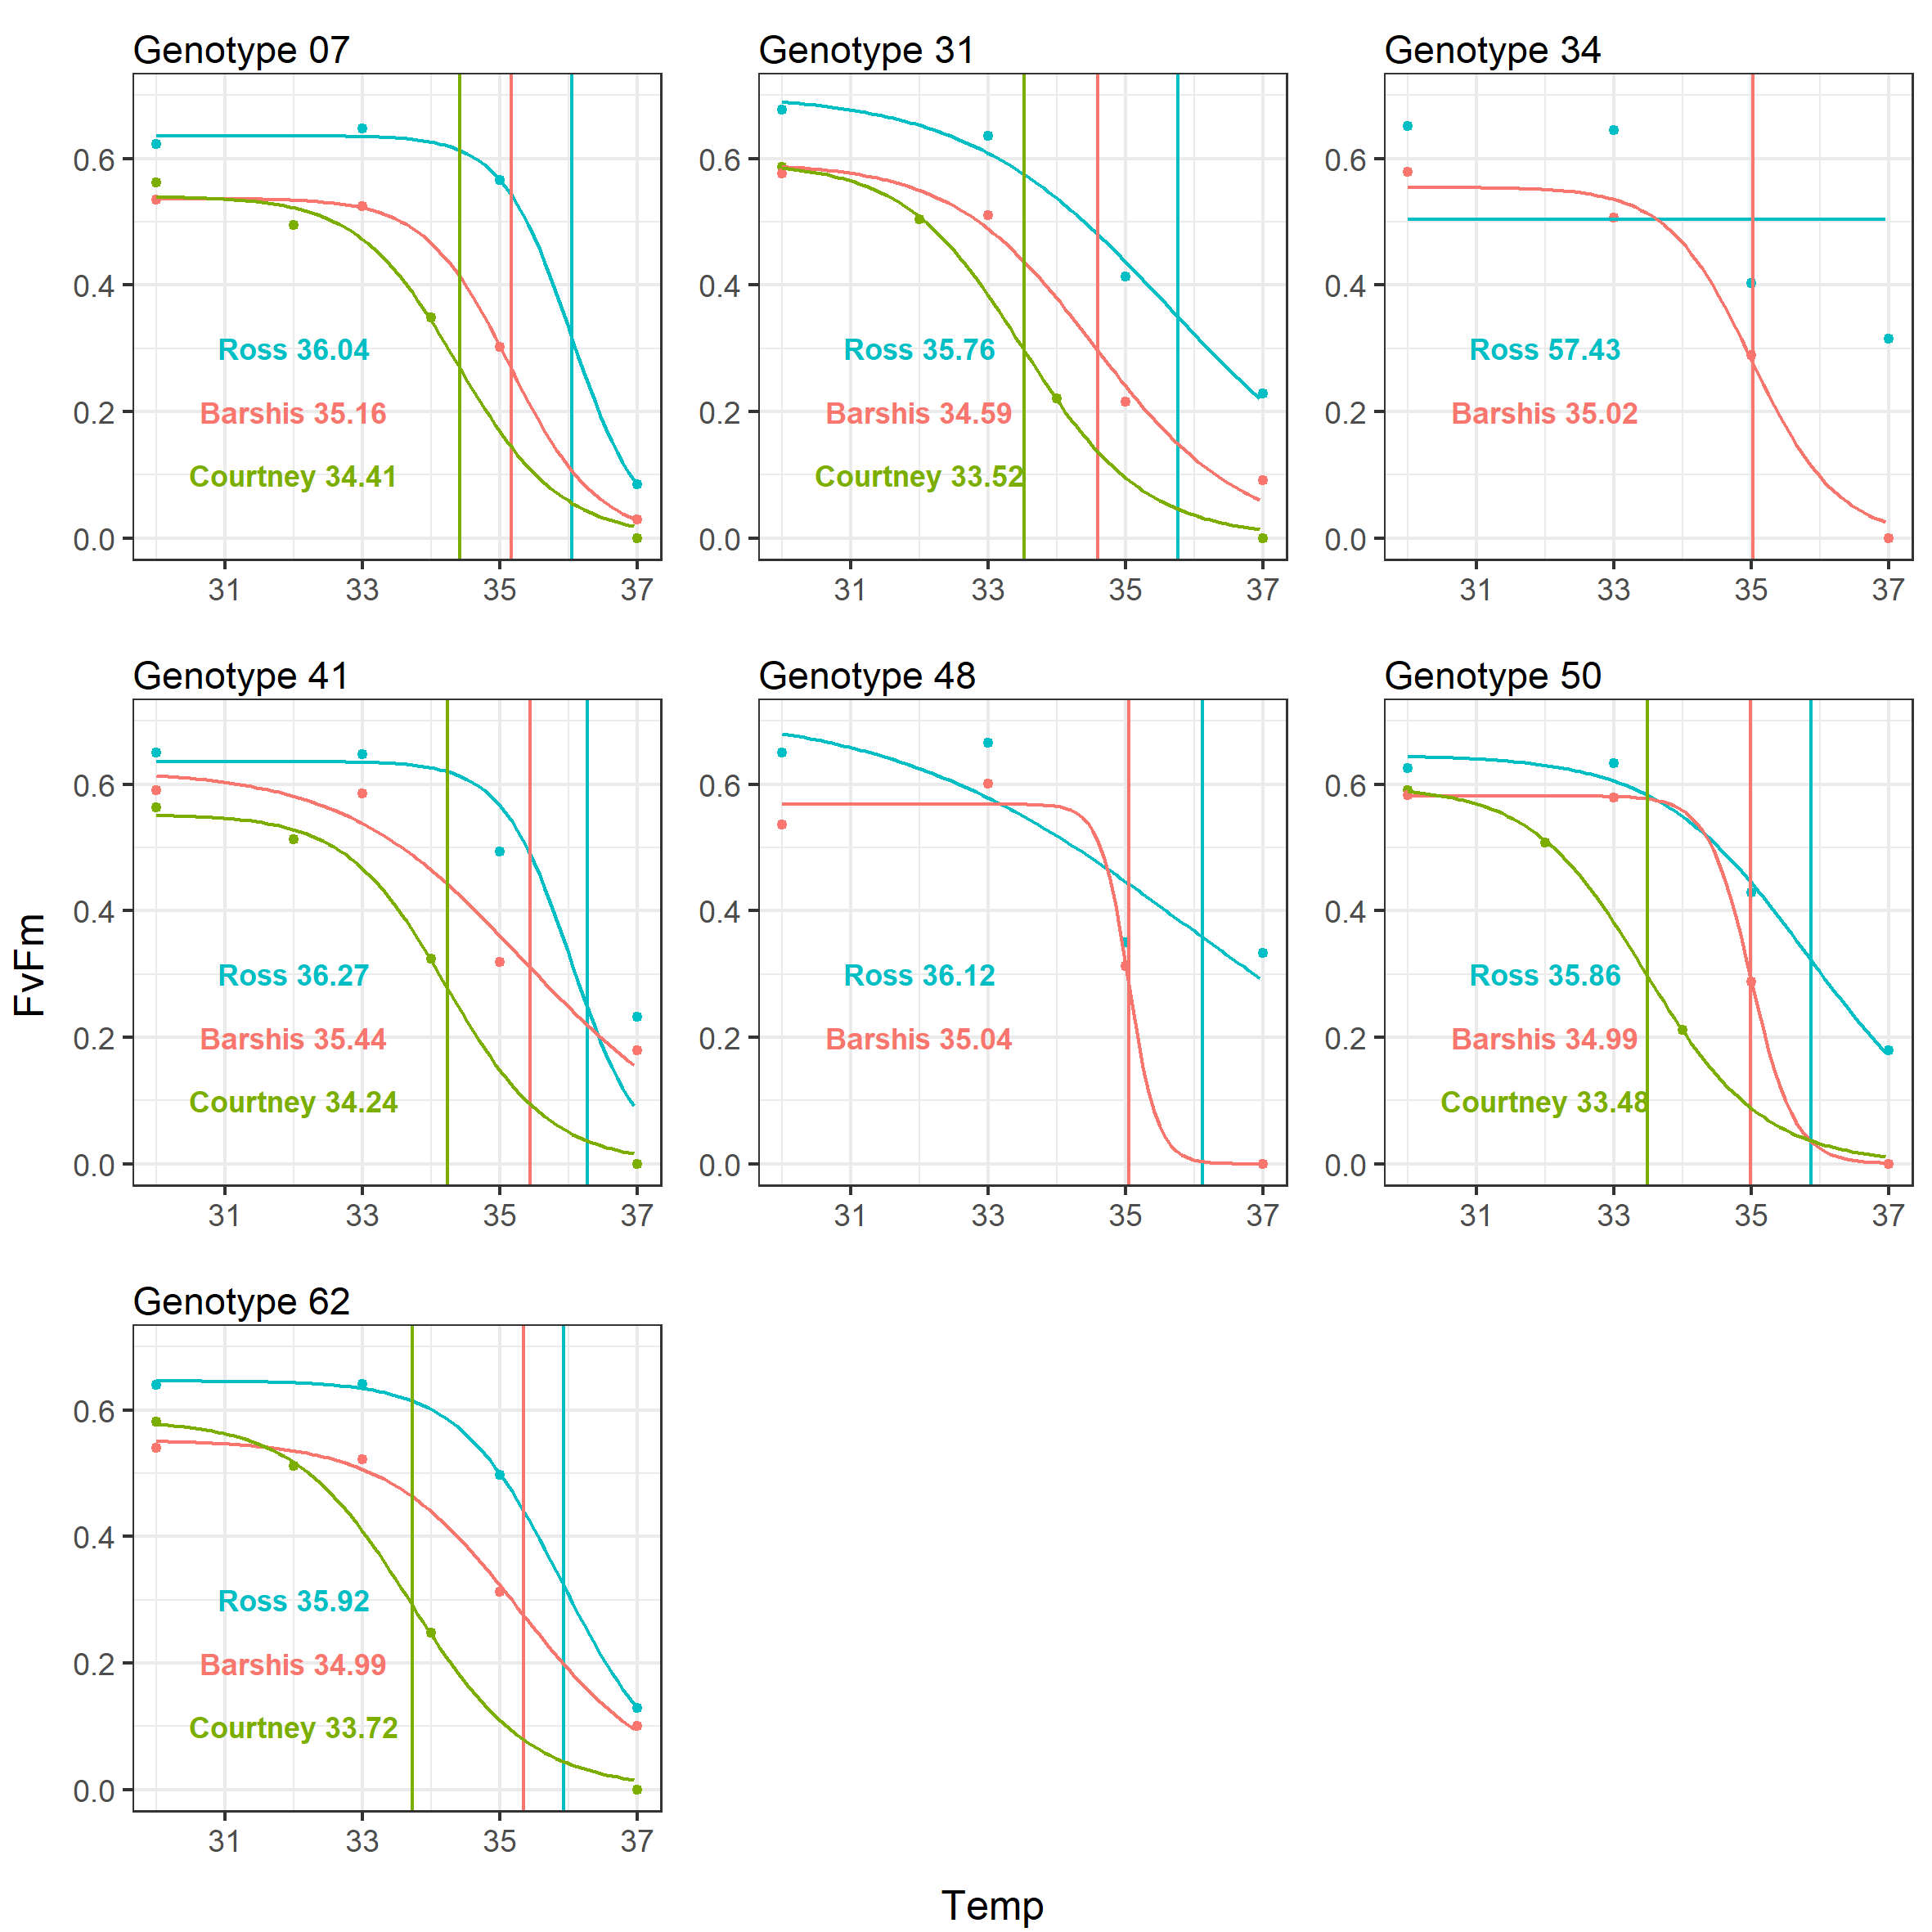 Genotype 07
Genotype 31
Genotype 34
0.6
0.4
0.2
0.0
Ross 36.04
Barshis 35.16
Courtney 34.41
31 33 35 37
0.6
0.4
0.2
0.0
Ross 35.76
Barshis 34.59
Courtney 33.52
31 33 35 37
0.6
0.4
0.2
0.0
Ross 57.43
Barshis 35.02
31 33 35 37
Genotype 41
Genotype 48
Genotype 50
0.6
0.4
0.2
0.0
Ross 36.27
Barshis 35.44
Courtney 34.24
31 33 35 37
0.6
0.4
0.2
0.0
Ross 36.12
Barshis 35.04
31 33 35 37
0.6
0.4
0.2
0.0
Ross 35.86
Barshis 34.99
Courtney 33.48
31 33 35 37
FvFm
Genotype 62
0.6
0.4
0.2
0.0
Ross 35.92
Barshis 34.99
Courtney 33.72
31 33 35 37
Temp